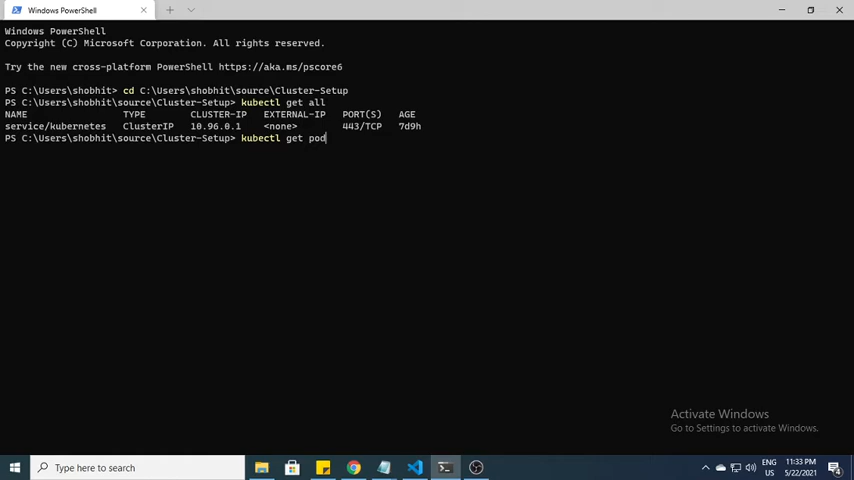 Windows PowerShell
Windows PowerShell
Copyright (C) Microsoft Corporation. All rights reserved.
Try the new cross-platform PowerShell https://aka.ms/pscore6
PS C:\Users\shobhit> cd C:\Users\shobhit\source\Cluster-Setup
PS C:\Users\shobhit\source\Cluster-Setup> kubectl get all
NAME TYPE CLUSTER-IP EXTERNAL-IP PORT(S) AGE
service/kubernetes ClusterIP 10.96.0.1 <none> 443/TCP 7d9h
PS C:\Users\shobhit\source\Cluster-Setup> kubectl get pod
Activate Windows
Go to Settings to activate Windows.
Type here to search
ENG
US
11:33 PM
5/22/2021
4